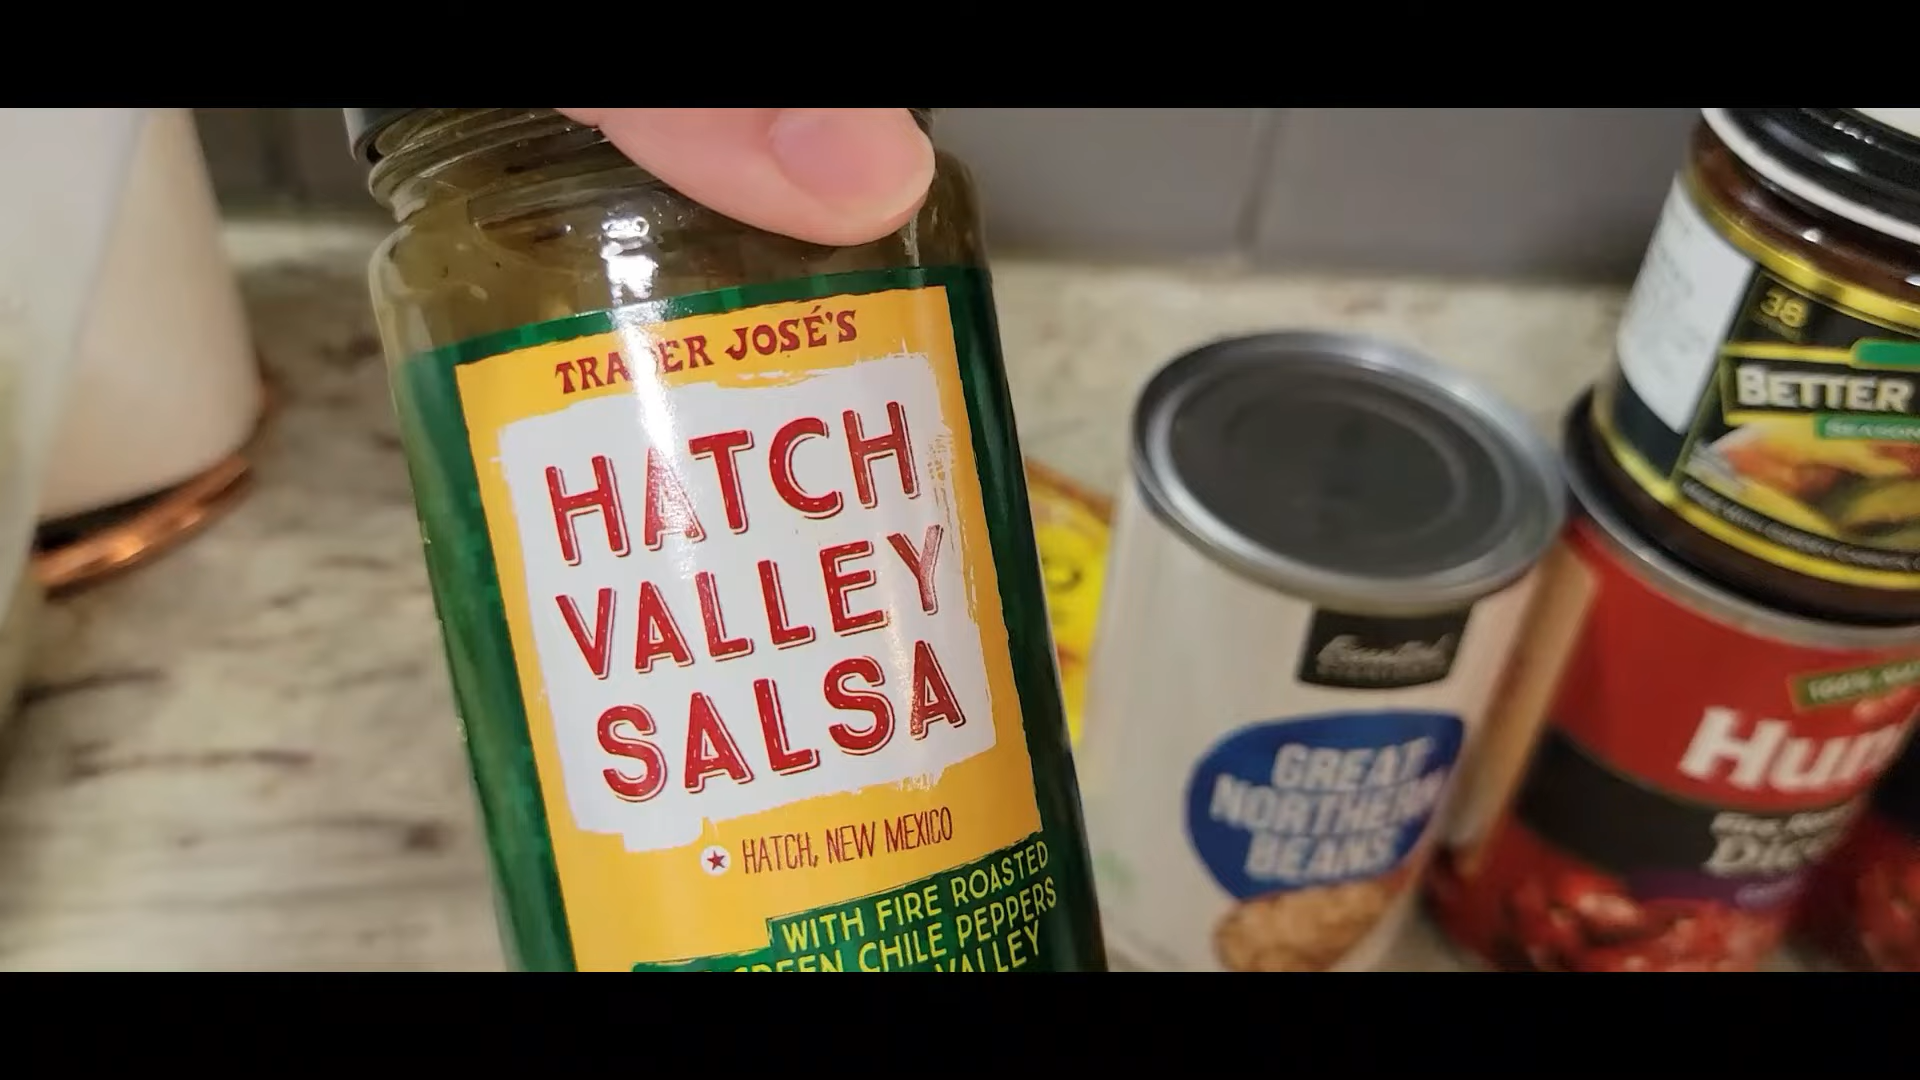 TRADER JOSÉ'S
HATCH
VALLEY
SALSA
HATCH, NEW MEXICO
WITH FIRE ROASTED
GREEN CHILE PEPPERS
VALLEY
GREAT
NORTHERN
BEANS
38
BETTER